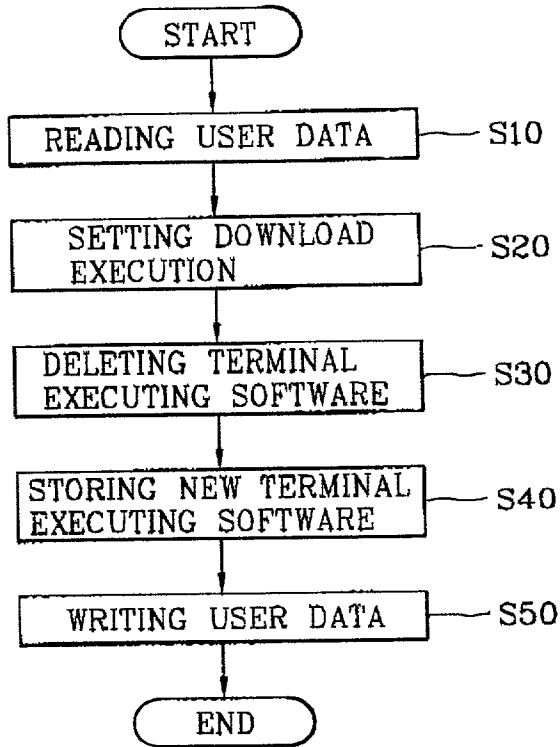 START
READING USER DATA
S10
SETTING DOWNLOAD
EXECUTION
S20
DELETING TERMINAL
EXECUTING SOFTWARE
S30
STORING NEW TERMINAL
EXECUTING SOFTWARE
S40
WRITING USER DATA
S50
END